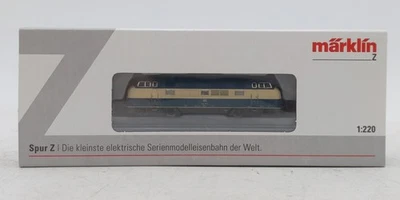 märklin
Z
Z
1:220
Spur Z | Die kleinste elektrische Serienmodelleisenbahn der Welt.